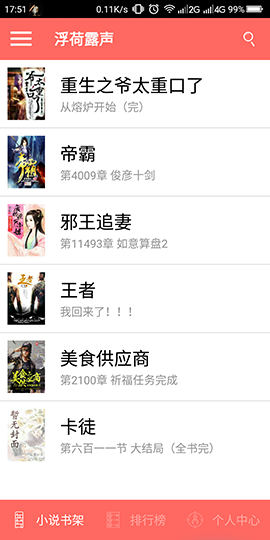 17:51
0.11K/s
2G
4G 99%
浮荷露声
重生之爷太重口了
从熔炉开始（完）
帝霸
第4009章 俊彦十剑
邪王追妻
第11493章 如意算盘2
王者
我回来了！！！
美食供应商
第2100章 祈福任务完成
暂无封面
卡徒
第六百一一节 大结局（全书完）
小说书架
排行榜
个人中心